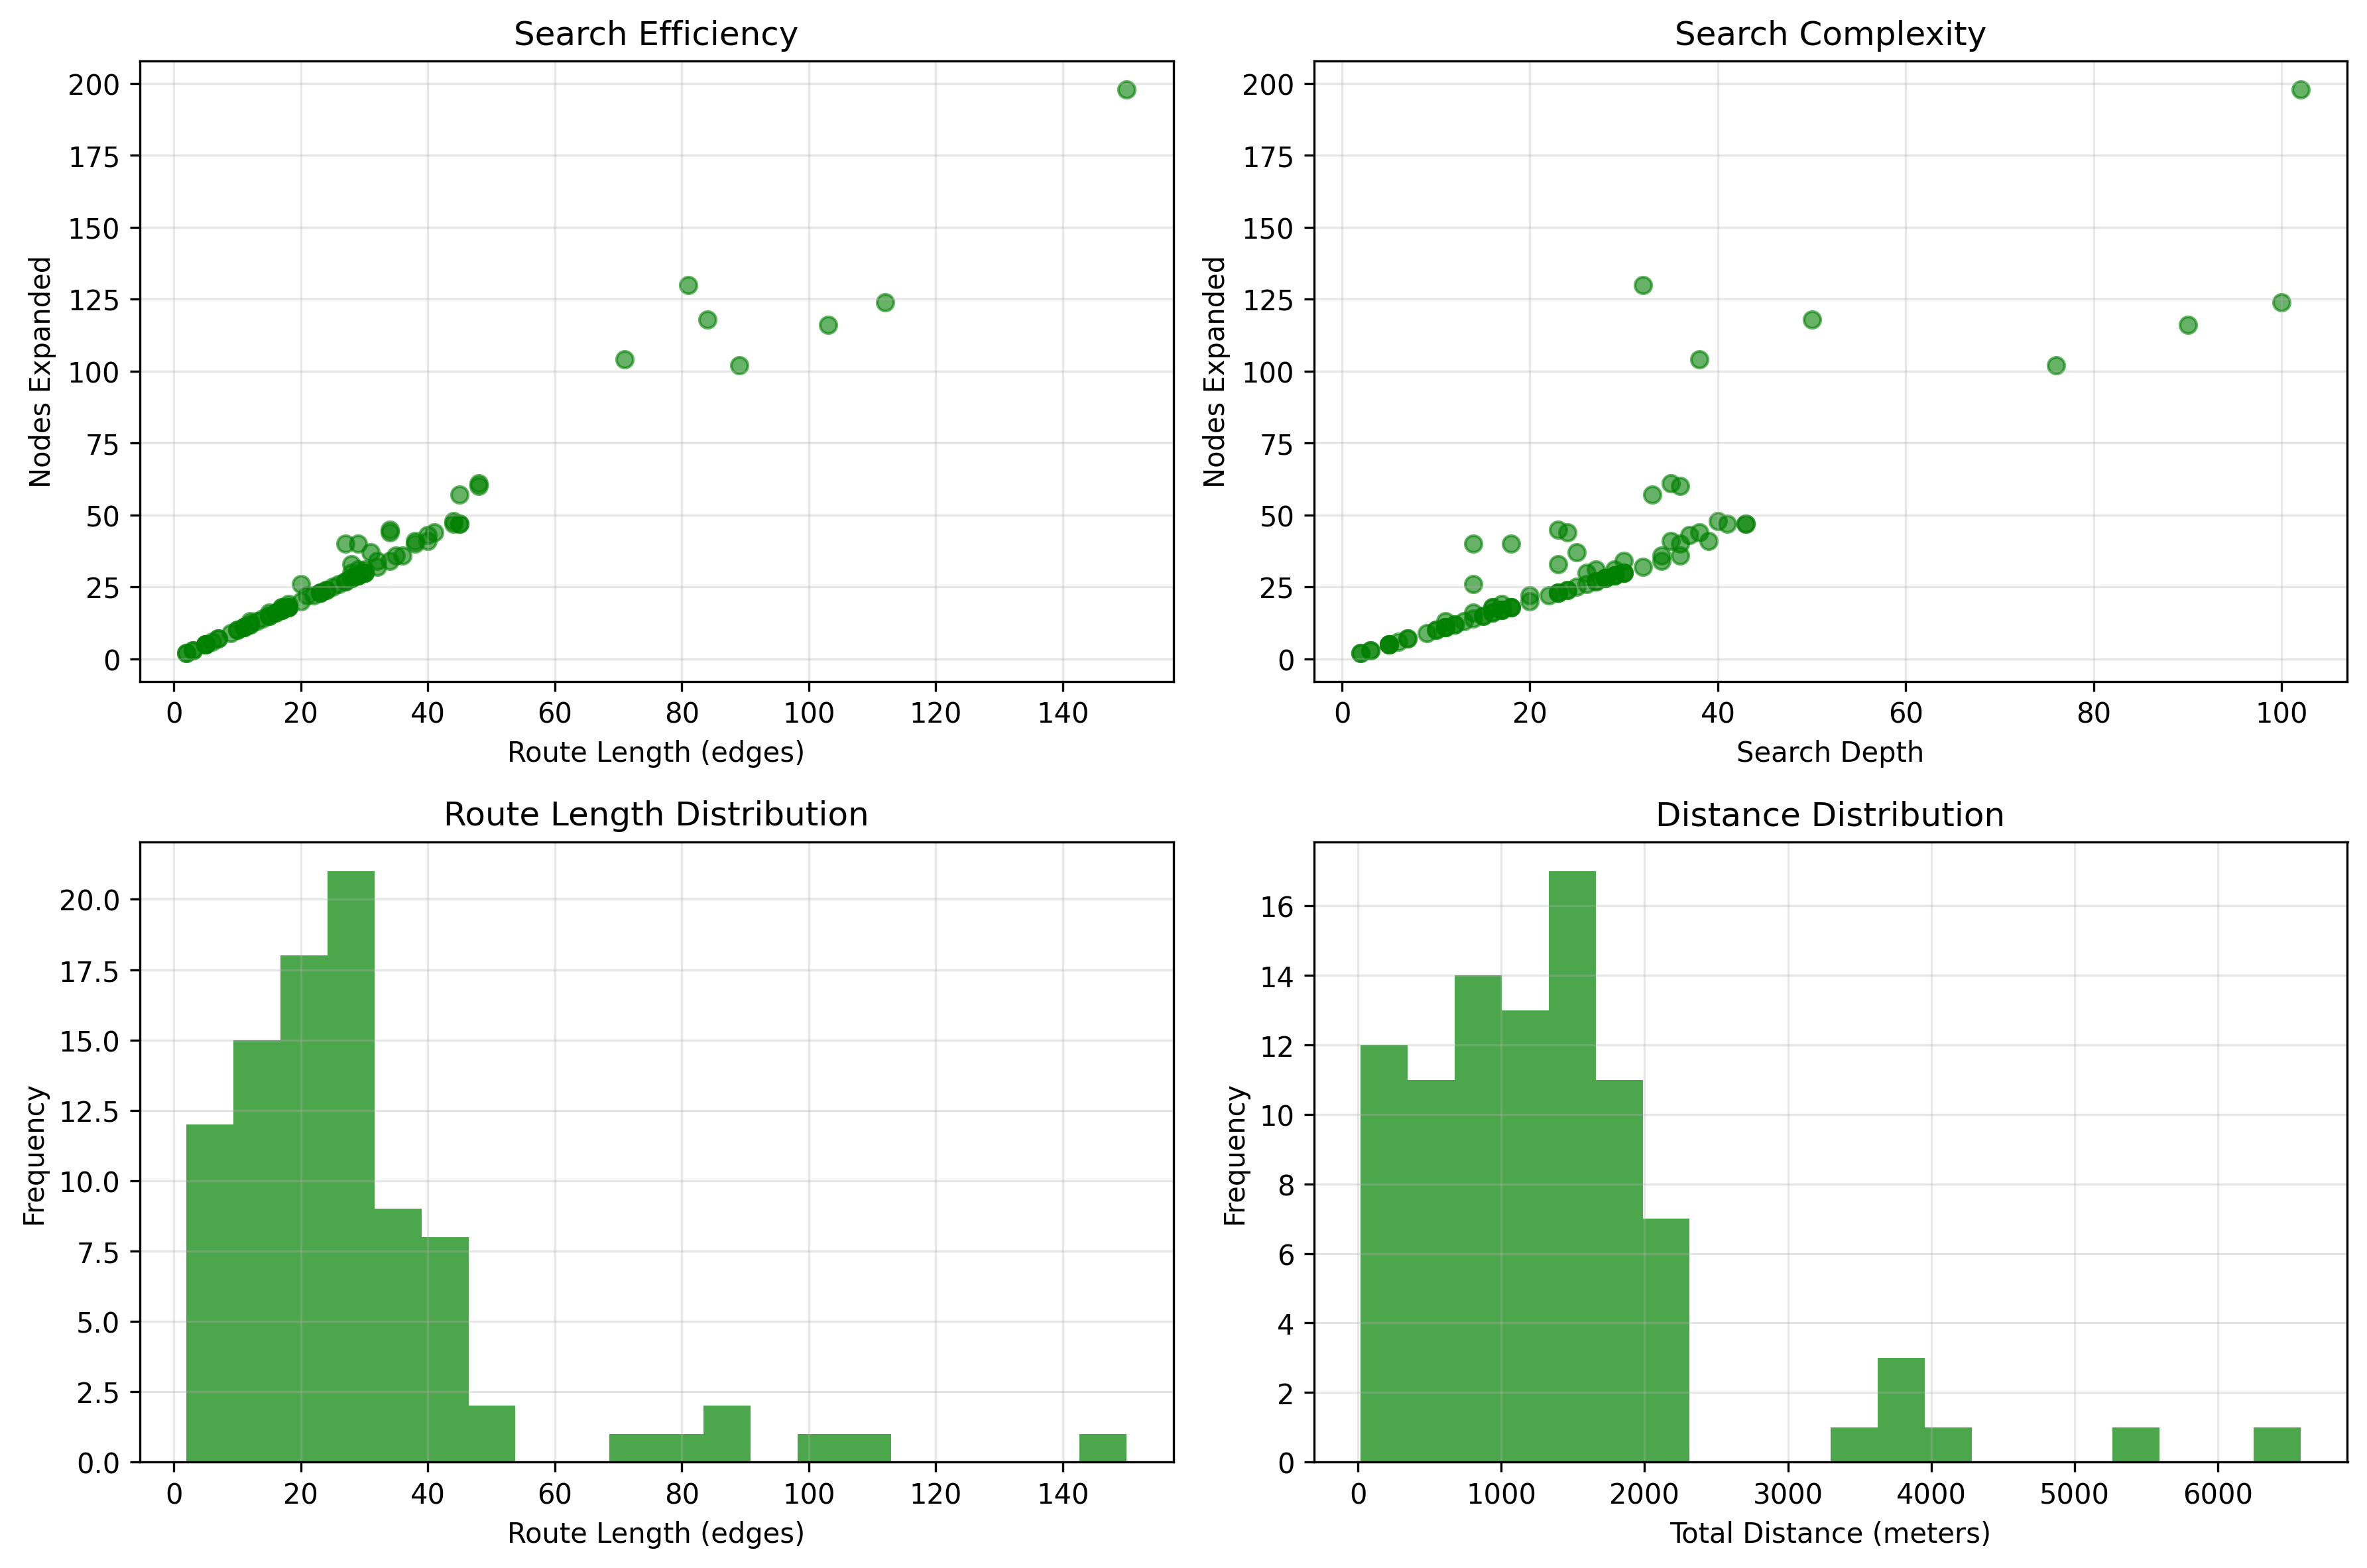 Search Efficiency
Nodes Expanded
200
175
150
125
100
75
50
25
0
0 20 40 60 80 100 120 140
Route Length (edges)
Search Complexity
Nodes Expanded
200
175
150
125
100
75
50
25
0
0 20 40 60 80 100
Search Depth
Route Length Distribution
Frequency
20.0
17.5
15.0
12.5
10.0
7.5
5.0
2.5
0.0
0 20 40 60 80 100 120 140
Route Length (edges)
Distance Distribution
Frequency
16
14
12
10
8
6
4
2
0
0 1000 2000 3000 4000 5000 6000
Total Distance (meters)